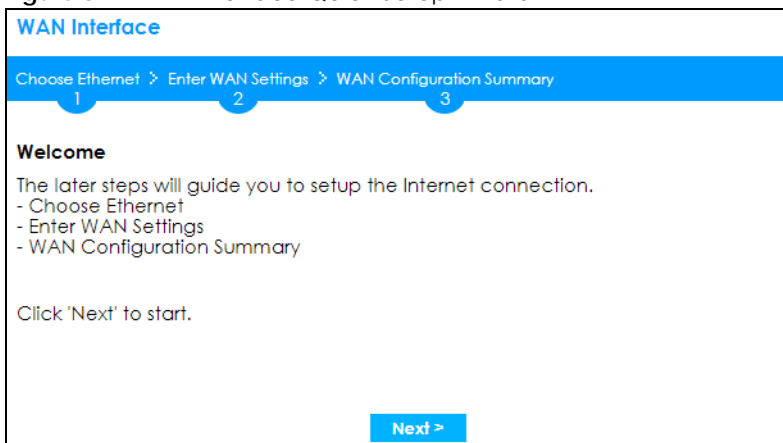 WAN Interface
Choose Ethernet > Enter WAN Settings > WAN Configuration Summary
1 2 3
Welcome
The later steps will guide you to setup the Internet connection.
- Choose Ethernet
- Enter WAN Settings
- WAN Configuration Summary
Click 'Next' to start.
Next >